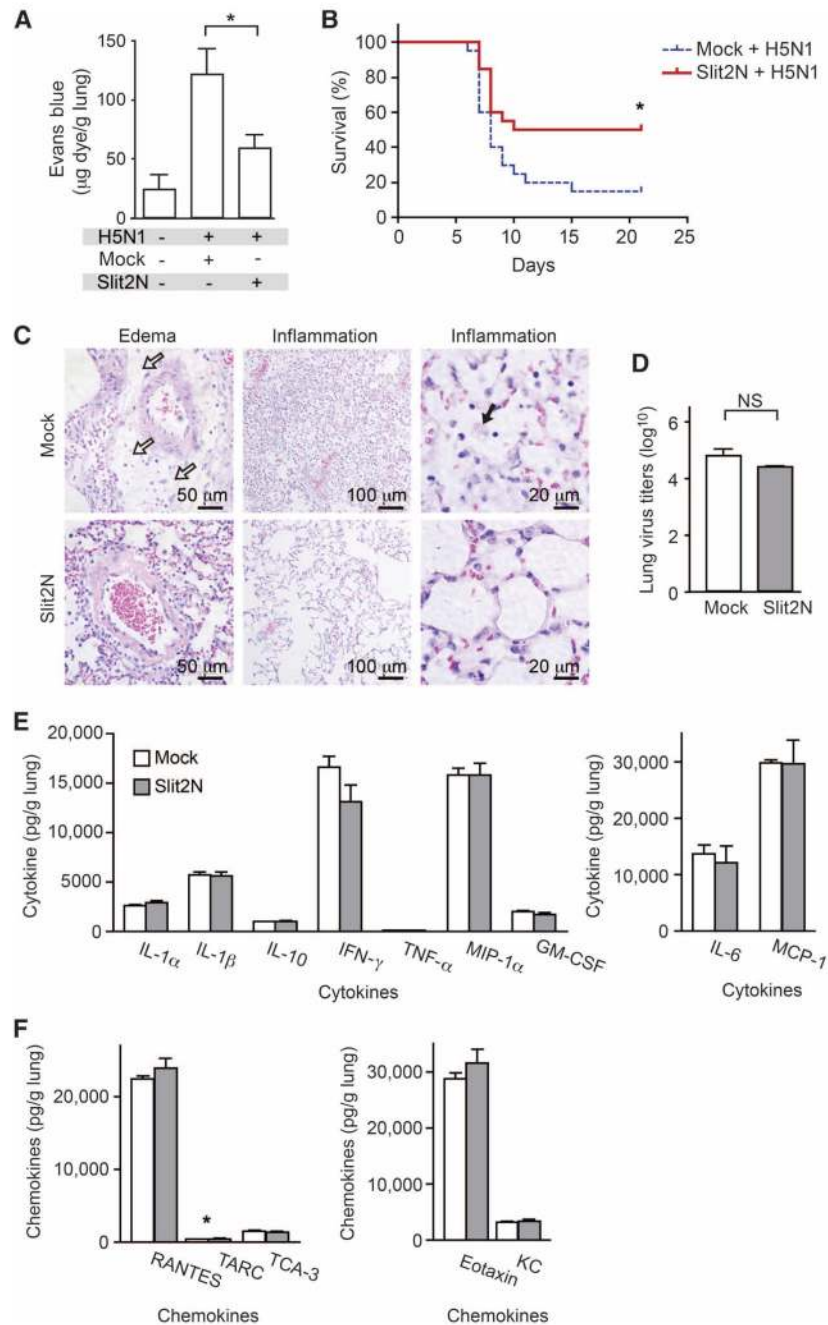 A
*
150
100
50
0
Evans blue
(μg dye/g lung)
H5N1 - + +
Mock - + -
Slit2N - - +
B
100
80
60
40
20
0
Survival (%)
0 5 10 15 20 25
Days
Mock + H5N1
Slit2N + H5N1
*
C
Edema Inflammation Inflammation
Mock
50 μm 100 μm 20 μm
Slit2N
50 μm 100 μm 20 μm
D
NS
6
4
2
0
Lung virus titers (log¹⁰)
Mock Slit2N
E
20,000
15,000
10,000
5000
0
Cytokine (pg/g lung)
Mock
Slit2N
IL-1α IL-1β IL-10 IFN-γ TNF-α MIP-1α GM-CSF
Cytokines
30,000
20,000
10,000
0
Cytokine (pg/g lung)
IL-6 MCP-1
Cytokines
F
20,000
10,000
0
Chemokines (pg/g lung)
*
RANTES TARC TCA-3
Chemokines
30,000
20,000
10,000
0
Chemokines (pg/g lung)
Eotaxin KC
Chemokines